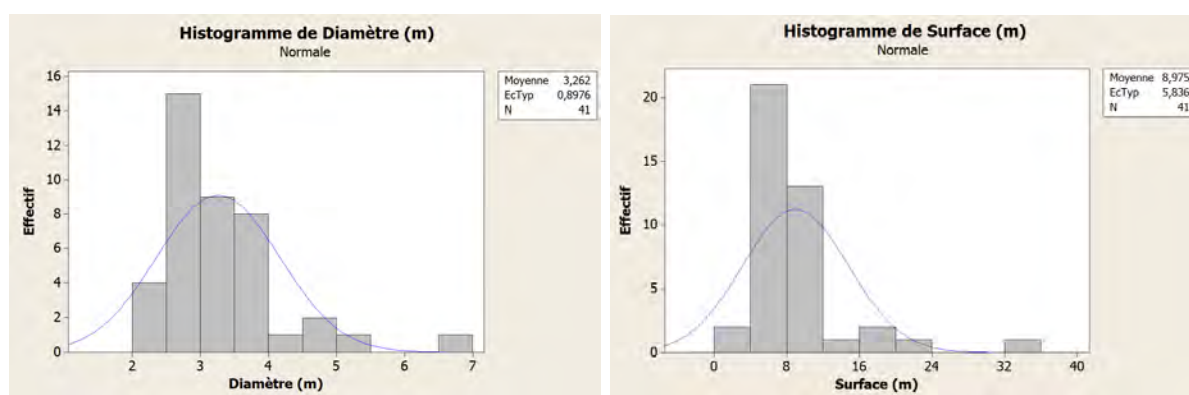 Histogramme de Diamètre (m)
Normale
Moyenne 3,262
EcTyp 0,8976
N 41
16
14
12
10
8
6
4
2
0
Effectif
2 3 4 5 6 7
Diamètre (m)
Histogramme de Surface (m)
Normale
Moyenne 8,975
EcTyp 5,836
N 41
20
15
10
5
0
Effectif
0 8 16 24 32 40
Surface (m)